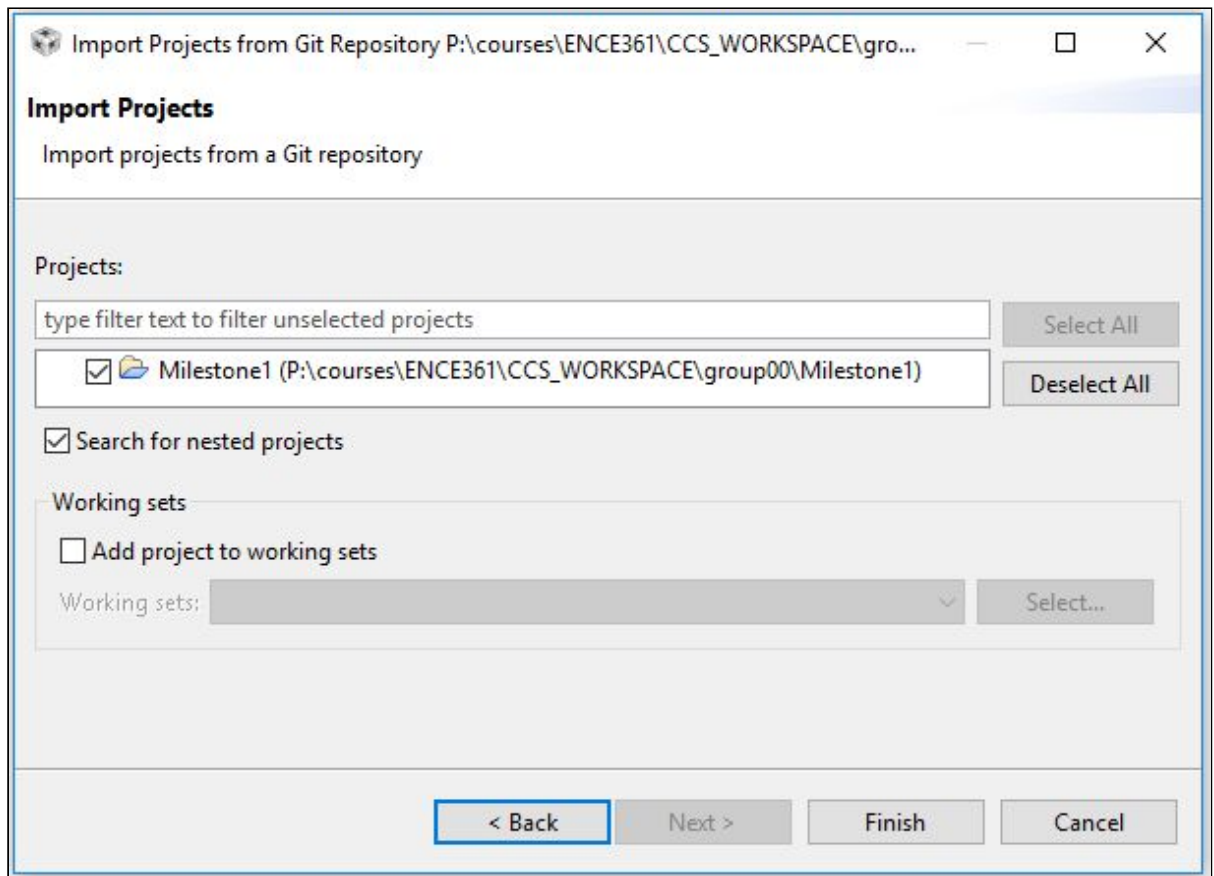 Import Projects from Git Repository P:\courses\ENCE361\CCS_WORKSPACE\gro...
Import Projects
Import projects from a Git repository
Projects:
type filter text to filter unselected projects
Select All
Milestone1 (P:\courses\ENCE361\CCS_WORKSPACE\group00\Milestone1)
Deselect All
Search for nested projects
Working sets
Add project to working sets
Working sets:
Select...
< Back
Next >
Finish
Cancel